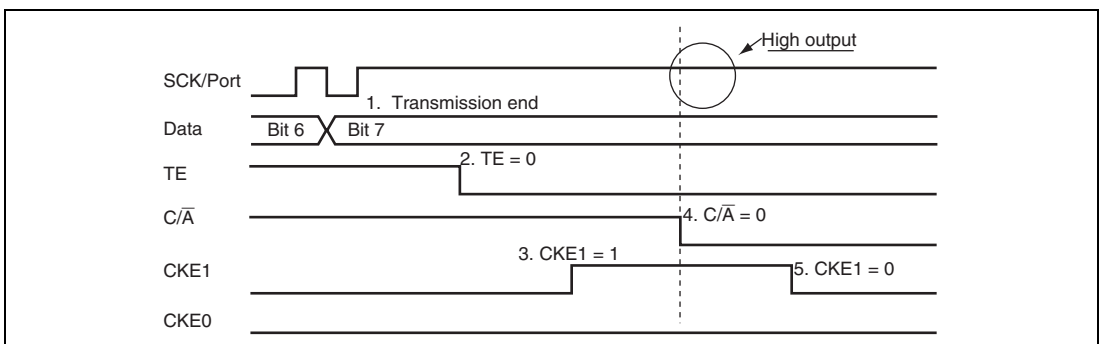 High output
SCK/Port
1. Transmission end
Data Bit 6 Bit 7
2. TE = 0
TE
C/A̅ 4. C/A̅ = 0
3. CKE1 = 1
CKE1 5. CKE1 = 0
CKE0